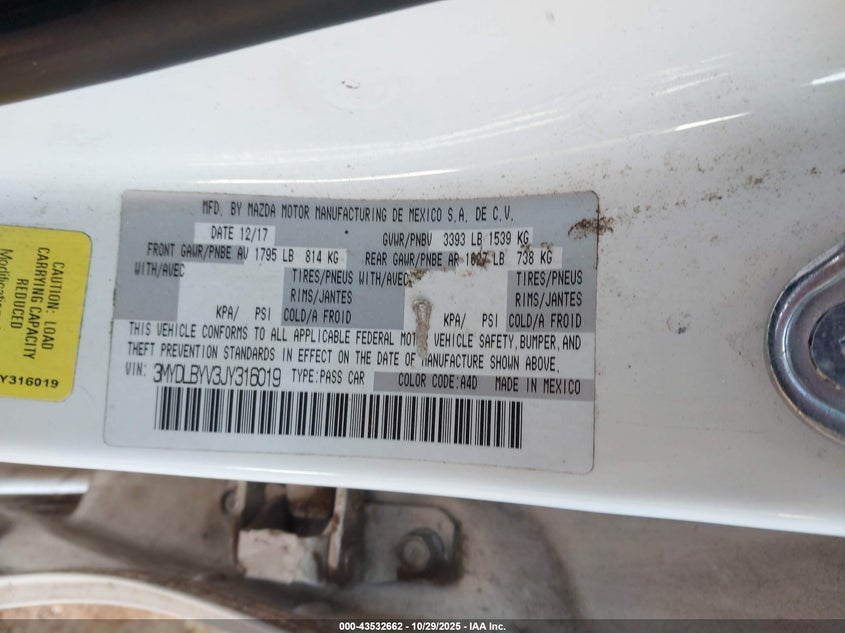 MFD. BY MAZDA MOTOR MANUFACTURING DE MEXICO S.A. DE C.V.
DATE 12/17 GVWR/PNBV 3393 LB 1539 KG
FRONT GAWR/PNBE AV 1795 LB 814 KG REAR GAWR/PNBE AR 1627 LB 738 KG
WITH/AVEC TIRES/PNEUS WITH/AVEC TIRES/PNEUS
RIMS/JANTES RIMS/JANTES
KPA/ PSI COLD/A FROID KPA/ PSI COLD/A FROID
THIS VEHICLE CONFORMS TO ALL APPLICABLE FEDERAL MOTOR VEHICLE SAFETY, BUMPER, AND
THEFT PREVENTION STANDARDS IN EFFECT ON THE DATE OF MANUFACTURE SHOWN ABOVE.
VIN: 3MYDLBYV3JY316019 TYPE:PASS CAR COLOR CODE:A4D MADE IN MEXICO
CAUTION: LOAD
CARRYING CAPACITY
REDUCED
Modifications
Y316019
000-43532662 - 10/29/2025 - IAA Inc.